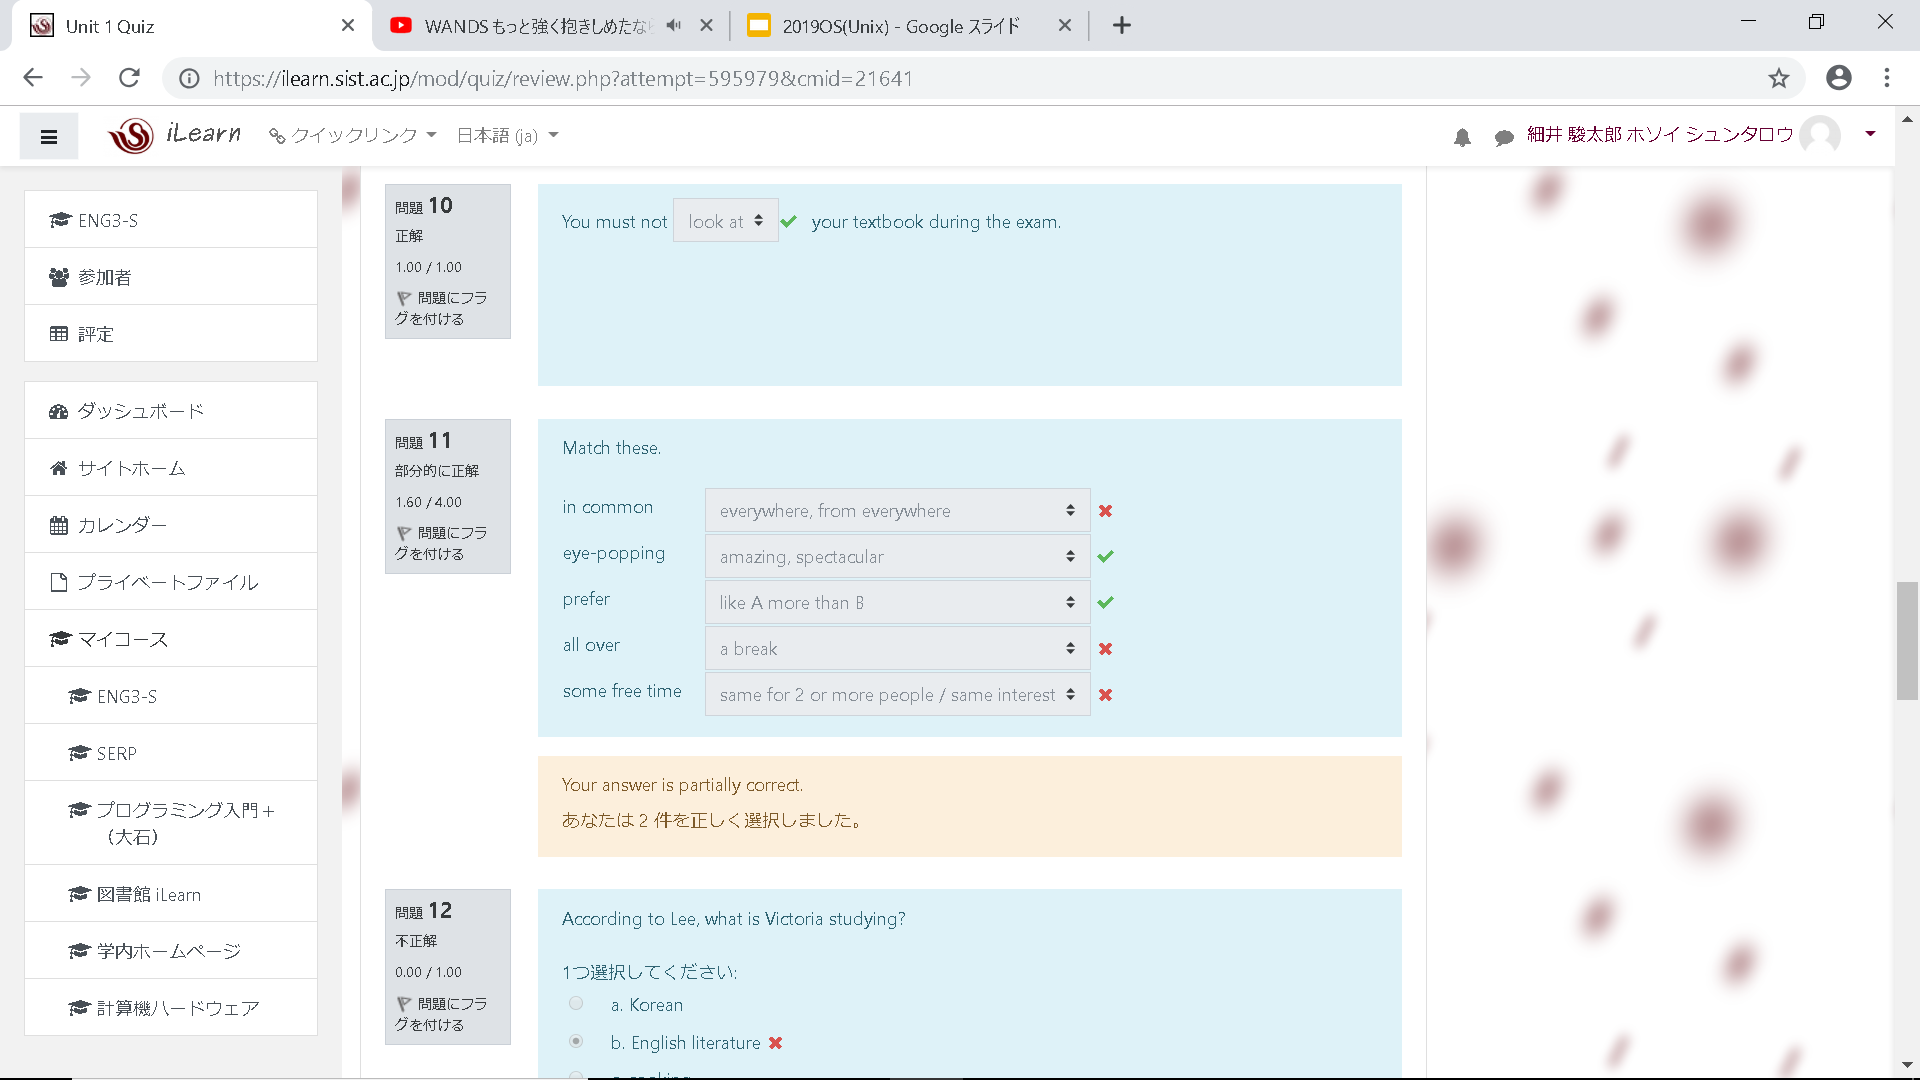 Unit 1 Quiz
WANDS もっと強く抱きしめたな
2019OS(Unix) - Google スライド
https://ilearn.sist.ac.jp/mod/quiz/review.php?attempt=595979&cmid=21641
iLearn
クイックリンク
日本語 (ja)
細井 駿太郎 ホソイ シュンタロウ
ENG3-S
参加者
評定
ダッシュボード
サイトホーム
カレンダー
プライベートファイル
マイコース
ENG3-S
SERP
プログラミング入門＋
（大石）
図書館 iLearn
学内ホームページ
計算機ハードウェア
問題 10
正解
1.00 / 1.00
問題にフラ
グを付ける
You must not look at your textbook during the exam.
問題 11
部分的に正解
1.60 / 4.00
問題にフラ
グを付ける
Match these.
in common everywhere, from everywhere
eye-popping amazing, spectacular
prefer like A more than B
all over a break
some free time same for 2 or more people / same interest
Your answer is partially correct.
あなたは 2 件を正しく選択しました。
問題 12
不正解
0.00 / 1.00
問題にフラ
グを付ける
According to Lee, what is Victoria studying?
1つ選択してください:
a. Korean
b. English literature